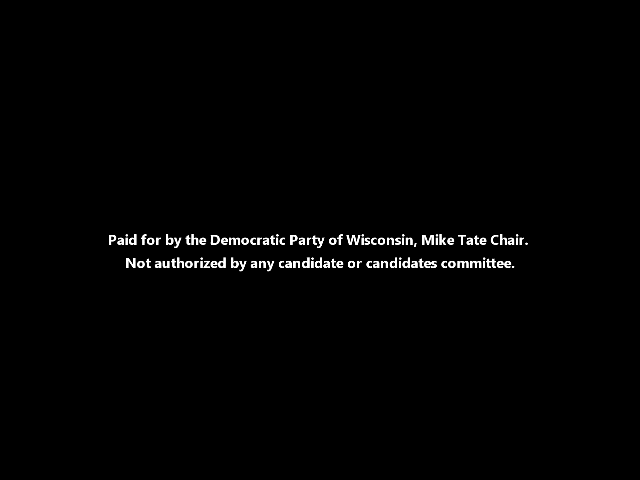 Paid for by the Democratic Party of Wisconsin, Mike Tate Chair.
Not authorized by any candidate or candidates committee.